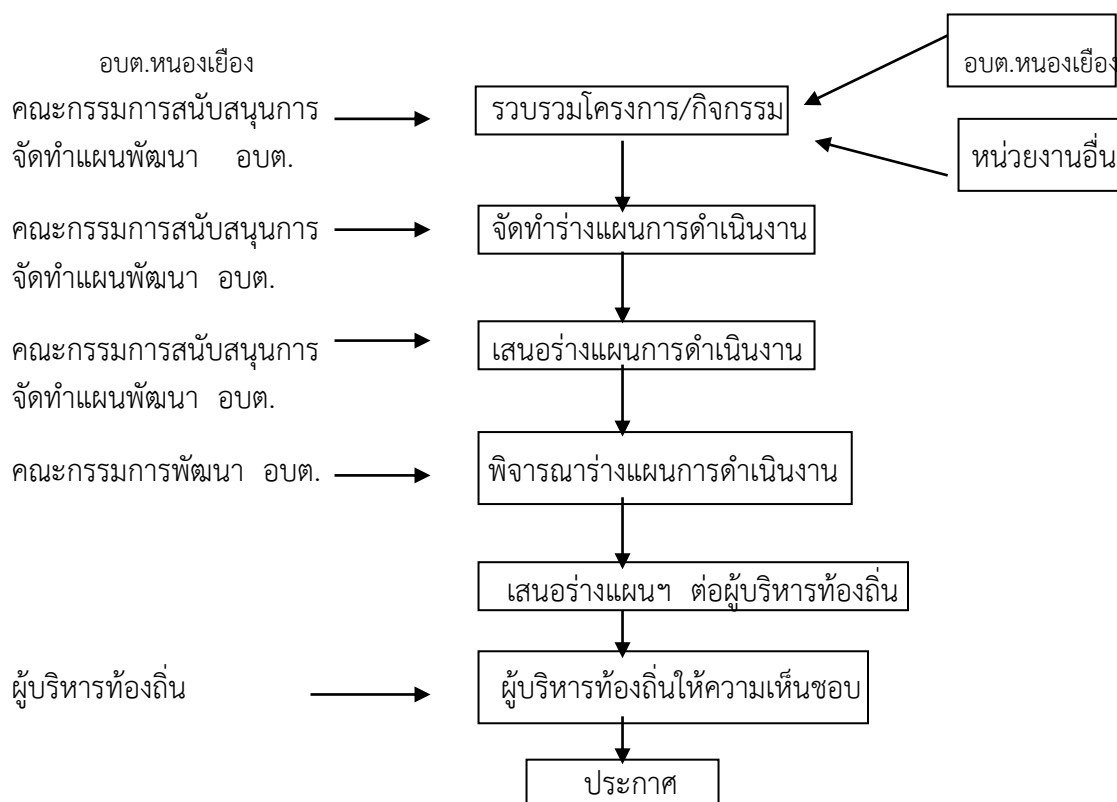 อบต.หนองเยือง
อบต.หนองเยือง
คณะกรรมการสนับสนุนการ
จัดทำแผนพัฒนา อบต.
รวบรวมโครงการ/กิจกรรม
หน่วยงานอื่น
คณะกรรมการสนับสนุนการ
จัดทำแผนพัฒนา อบต.
จัดทำร่างแผนการดำเนินงาน
คณะกรรมการสนับสนุนการ
จัดทำแผนพัฒนา อบต.
เสนอร่างแผนการดำเนินงาน
คณะกรรมการพัฒนา อบต.
พิจารณาร่างแผนการดำเนินงาน
เสนอร่างแผนฯ ต่อผู้บริหารท้องถิ่น
ผู้บริหารท้องถิ่น
ผู้บริหารท้องถิ่นให้ความเห็นชอบ
ประกาศ